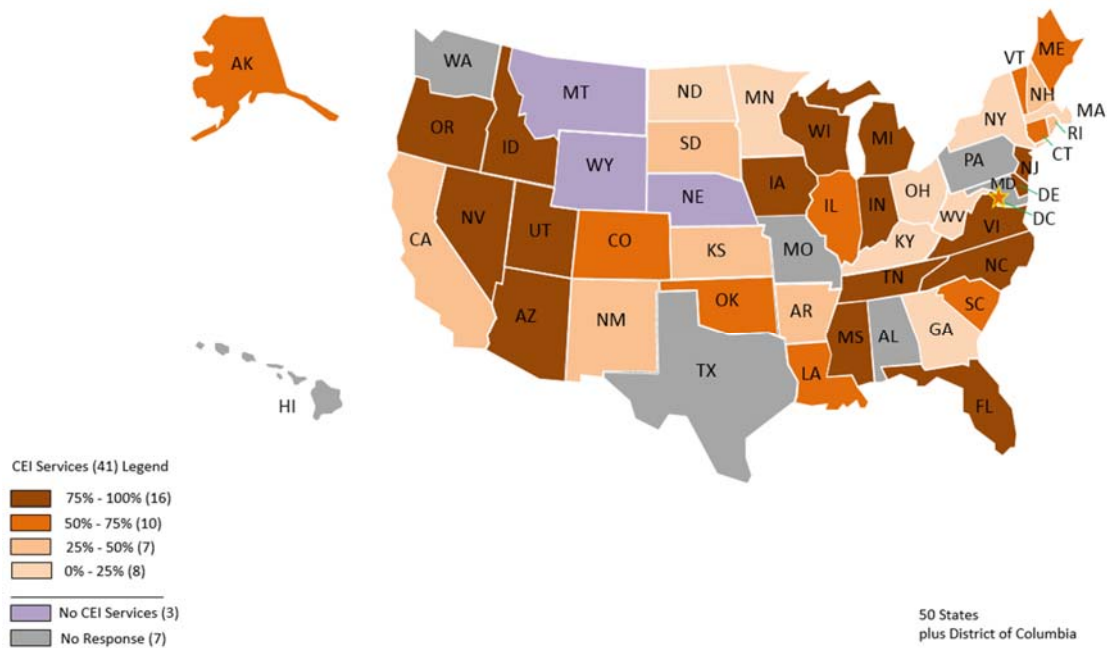 AK
WA
MT
ND
MN
VT
ME
NH
MA
NY
RI
CT
OR
ID
SD
WI
MI
WY
PA
NJ
IA
NE
MD
DE
OH
IL
IN
DC
NV
UT
CO
WV
VI
CA
KS
MO
KY
NC
TN
AZ
NM
OK
AR
SC
MS
AL
GA
TX
LA
HI
FL
CEI Services (41) Legend
75% - 100% (16)
50% - 75% (10)
25% - 50% (7)
0% - 25% (8)
No CEI Services (3)
No Response (7)
50 States
plus District of Columbia